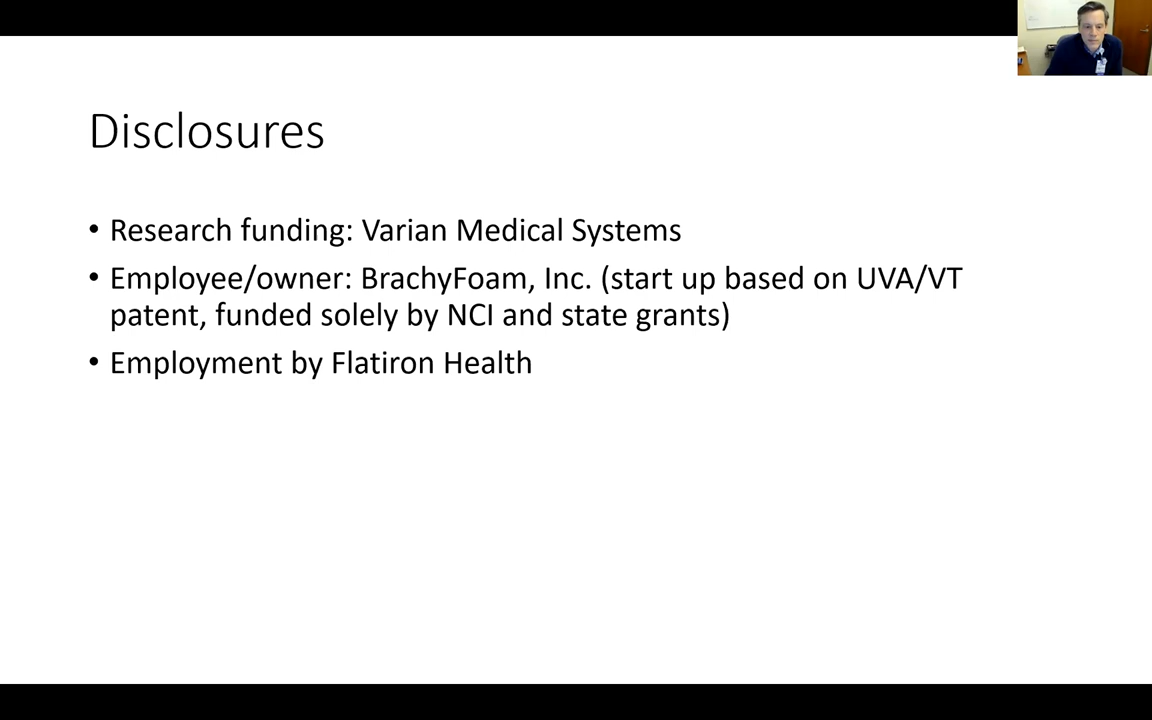 Disclosures
• Research funding: Varian Medical Systems
• Employee/owner: BrachyFoam, Inc. (start up based on UVA/VT
patent, funded solely by NCI and state grants)
• Employment by Flatiron Health